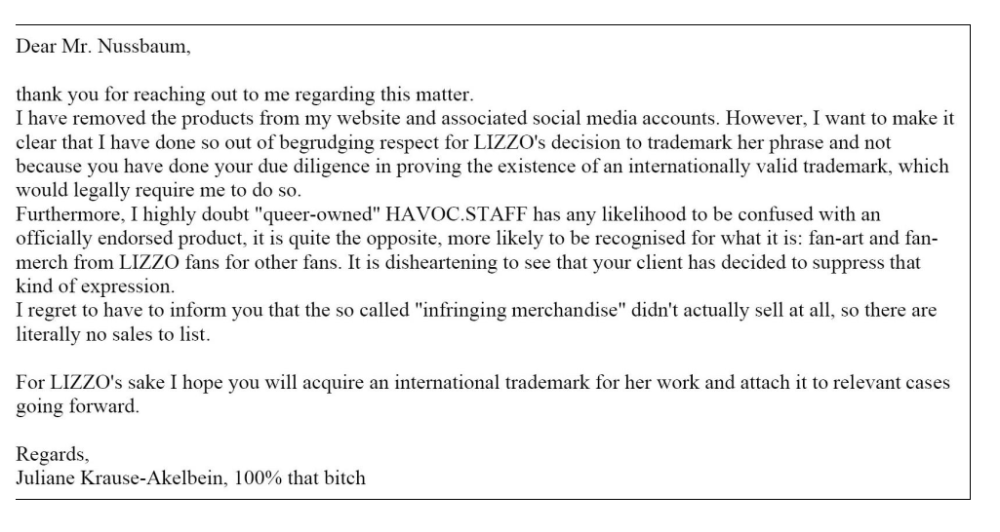 Dear Mr. Nussbaum,
thank you for reaching out to me regarding this matter.
I have removed the products from my website and associated social media accounts. However, I want to make it
clear that I have done so out of begrudging respect for LIZZO's decision to trademark her phrase and not
because you have done your due diligence in proving the existence of an internationally valid trademark, which
would legally require me to do so.
Furthermore, I highly doubt "queer-owned" HAVOC.STAFF has any likelihood to be confused with an
officially endorsed product, it is quite the opposite, more likely to be recognised for what it is: fan-art and fan-
merch from LIZZO fans for other fans. It is disheartening to see that your client has decided to suppress that
kind of expression.
I regret to have to inform you that the so called "infringing merchandise" didn't actually sell at all, so there are
literally no sales to list.
For LIZZO's sake I hope you will acquire an international trademark for her work and attach it to relevant cases
going forward.
Regards,
Juliane Krause-Akelbein, 100% that bitch